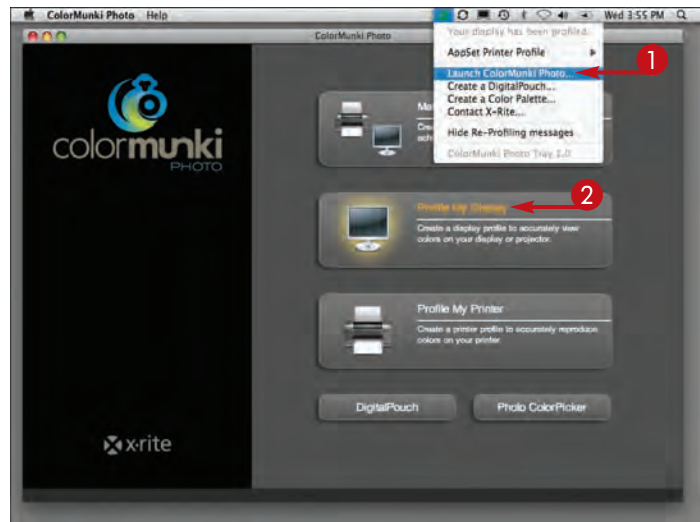 ColorMunki Photo Help
Wed 3:55 PM
ColorMunki Photo
Your display has been profiled.
AppSet Printer Profile
Launch ColorMunki Photo...
1
Create a DigitalPouch...
Create a Color Palette...
Contact X-Rite...
Hide Re-Profiling messages
ColorMunki Photo Tray 2.0
colormunki
PHOTO
Profile My Display
2
Create a display profile to accurately view
colors on your display or projector.
Profile My Printer
Create a printer profile to accurately reproduce
colors on your printer.
DigitalPouch
Photo ColorPicker
x·rite